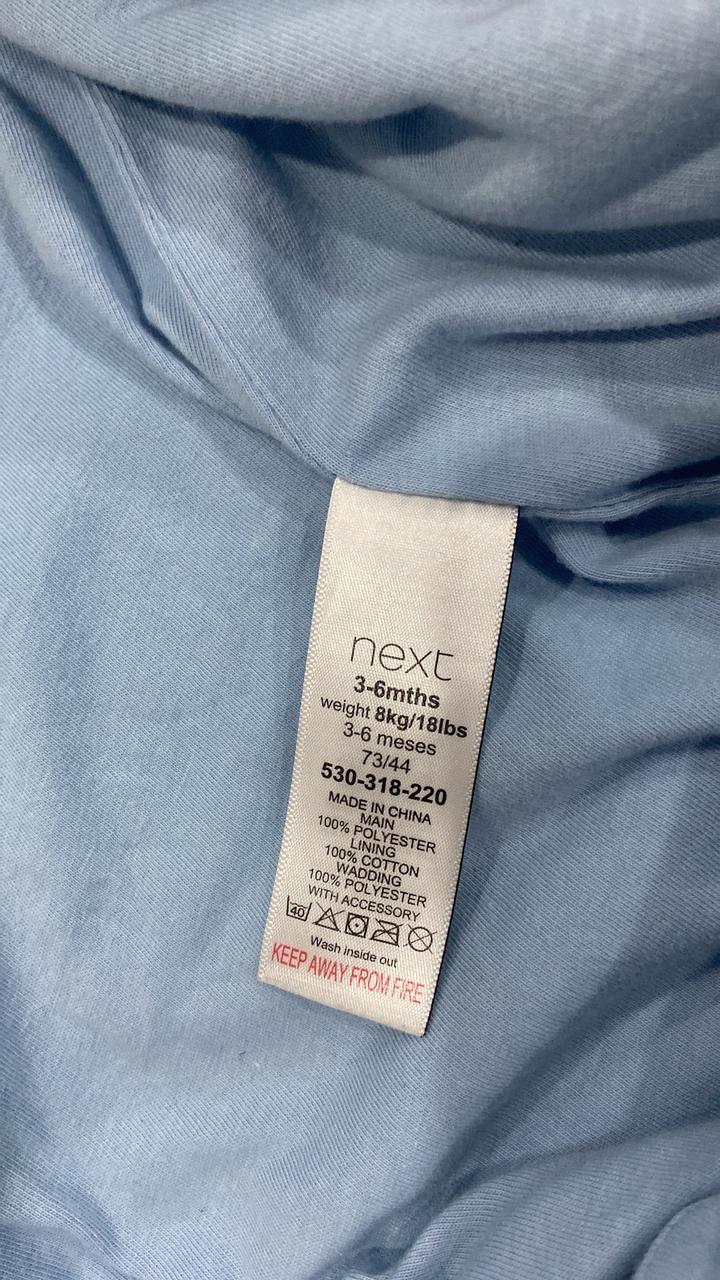 next
3-6mths
weight 8kg/18lbs
3-6 meses
73/44
530-318-220
MADE IN CHINA
MAIN
100% POLYESTER
LINING
100% COTTON
WADDING
100% POLYESTER
WITH ACCESSORY
40
Wash inside out
KEEP AWAY FROM FIRE